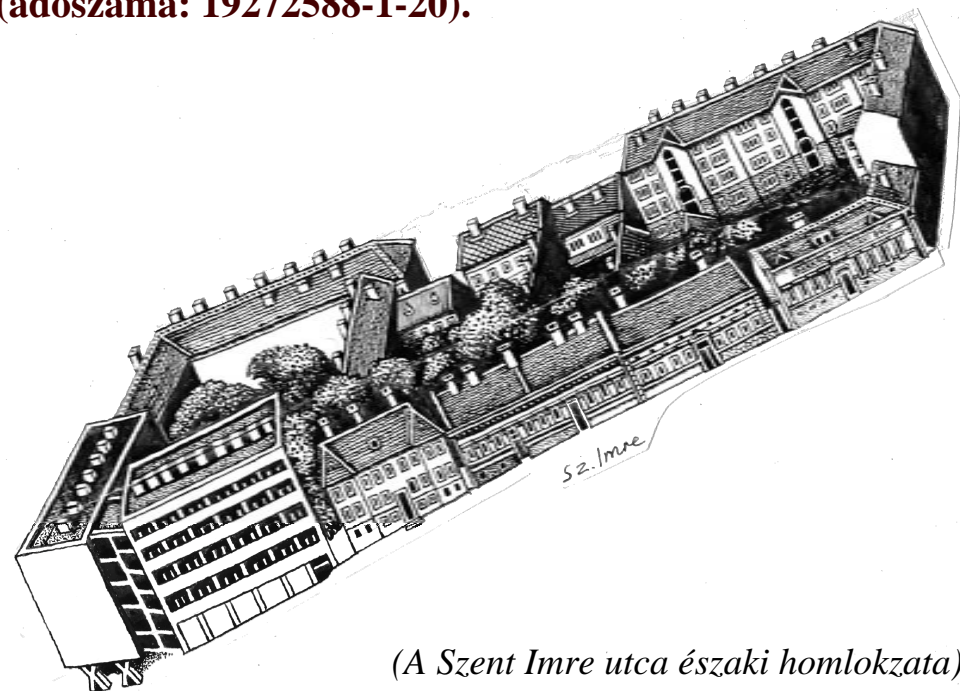 (adószáma: 19272588-1-20).
sz. Imre
(A Szent Imre utca északi homlokzata)